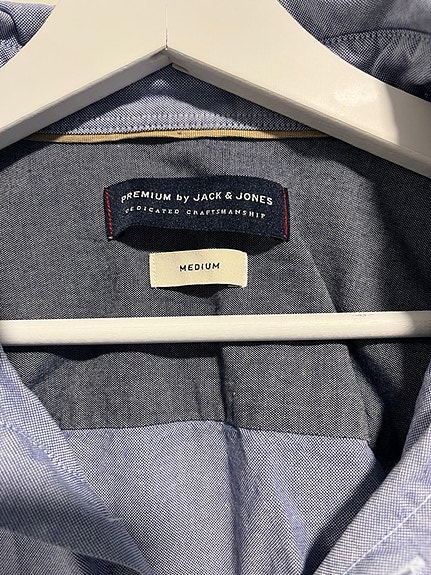 PREMIUM by JACK & JONES
DEDICATED CRAFTSMANSHIP
MEDIUM